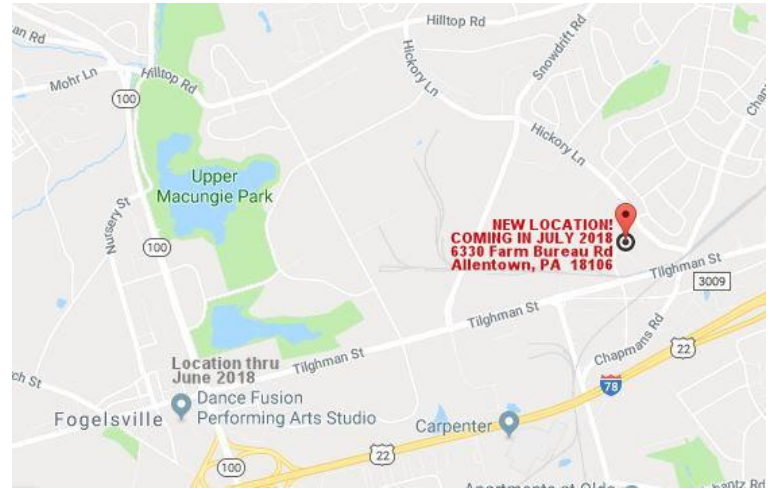 an Rd
Hilltop Rd
Mohr Ln
Hilltop Rd
100
Hickory Ln
Snowdrift Rd
Hickory Ln
Upper
Macungie Park
Nursery St
100
NEW LOCATION!
COMING IN JULY 2018
6330 Farm Bureau Rd
Allentown, PA 18106
Tilghman St
3009
Tilghman St
Chapmans Rd
22
Location thru
June 2018
Tilghman St
78
ch St
Dance Fusion
Performing Arts Studio
Fogelsville
Carpenter
22
100